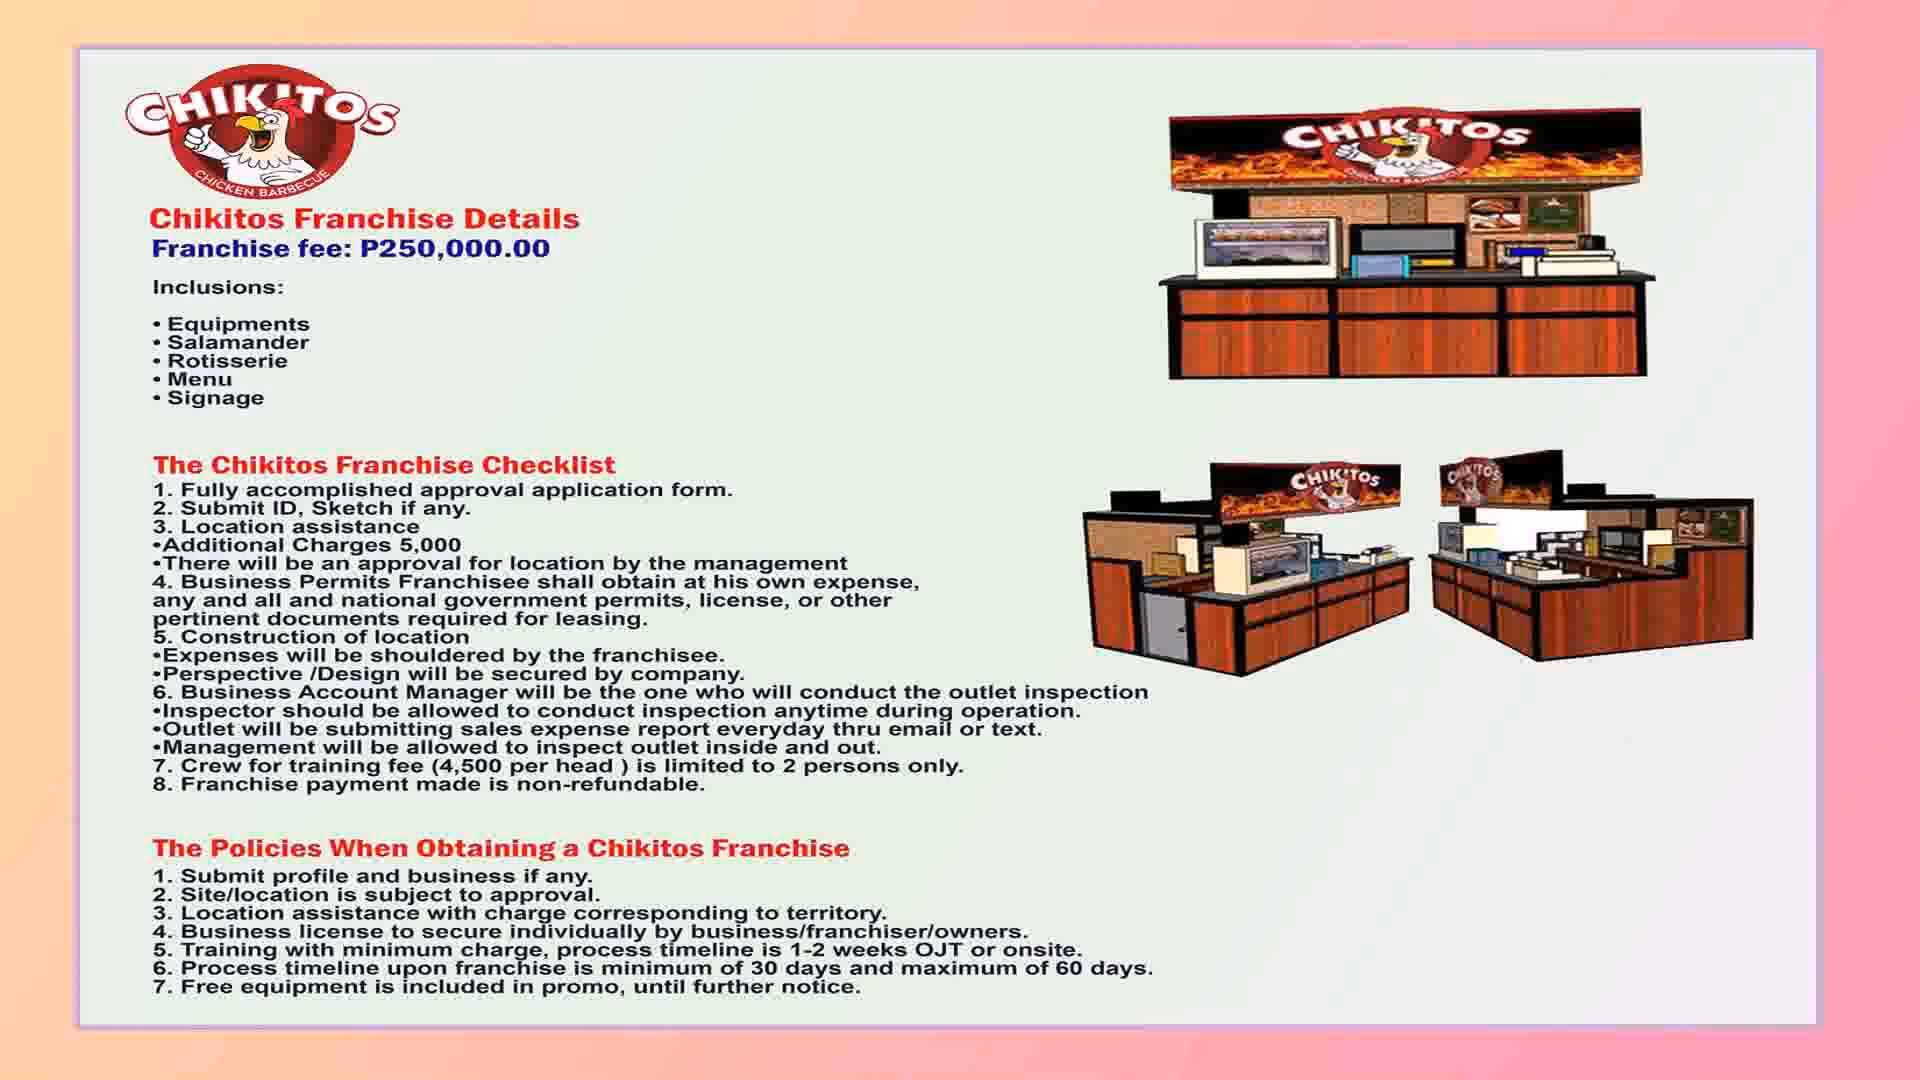 CHIKITOS
CHICKEN BARBECUE
Chikitos Franchise Details
Franchise fee: P250,000.00
Inclusions:
• Equipments
• Salamander
• Rotisserie
• Menu
• Signage
The Chikitos Franchise Checklist
1. Fully accomplished approval application form.
2. Submit ID, Sketch if any.
3. Location assistance
•Additional Charges 5,000
•There will be an approval for location by the management
4. Business Permits Franchisee shall obtain at his own expense,
any and all and national government permits, license, or other
pertinent documents required for leasing.
5. Construction of location
•Expenses will be shouldered by the franchisee.
•Perspective /Design will be secured by company.
6. Business Account Manager will be the one who will conduct the outlet inspection
•Inspector should be allowed to conduct inspection anytime during operation.
•Outlet will be submitting sales expense report everyday thru email or text.
•Management will be allowed to inspect outlet inside and out.
7. Crew for training fee (4,500 per head ) is limited to 2 persons only.
8. Franchise payment made is non-refundable.
The Policies When Obtaining a Chikitos Franchise
1. Submit profile and business if any.
2. Site/location is subject to approval.
3. Location assistance with charge corresponding to territory.
4. Business license to secure individually by business/franchiser/owners.
5. Training with minimum charge, process timeline is 1-2 weeks OJT or onsite.
6. Process timeline upon franchise is minimum of 30 days and maximum of 60 days.
7. Free equipment is included in promo, until further notice.
CHIKITOS
CHICKEN BARBECUE
CHIKITOS
CHIKITOS